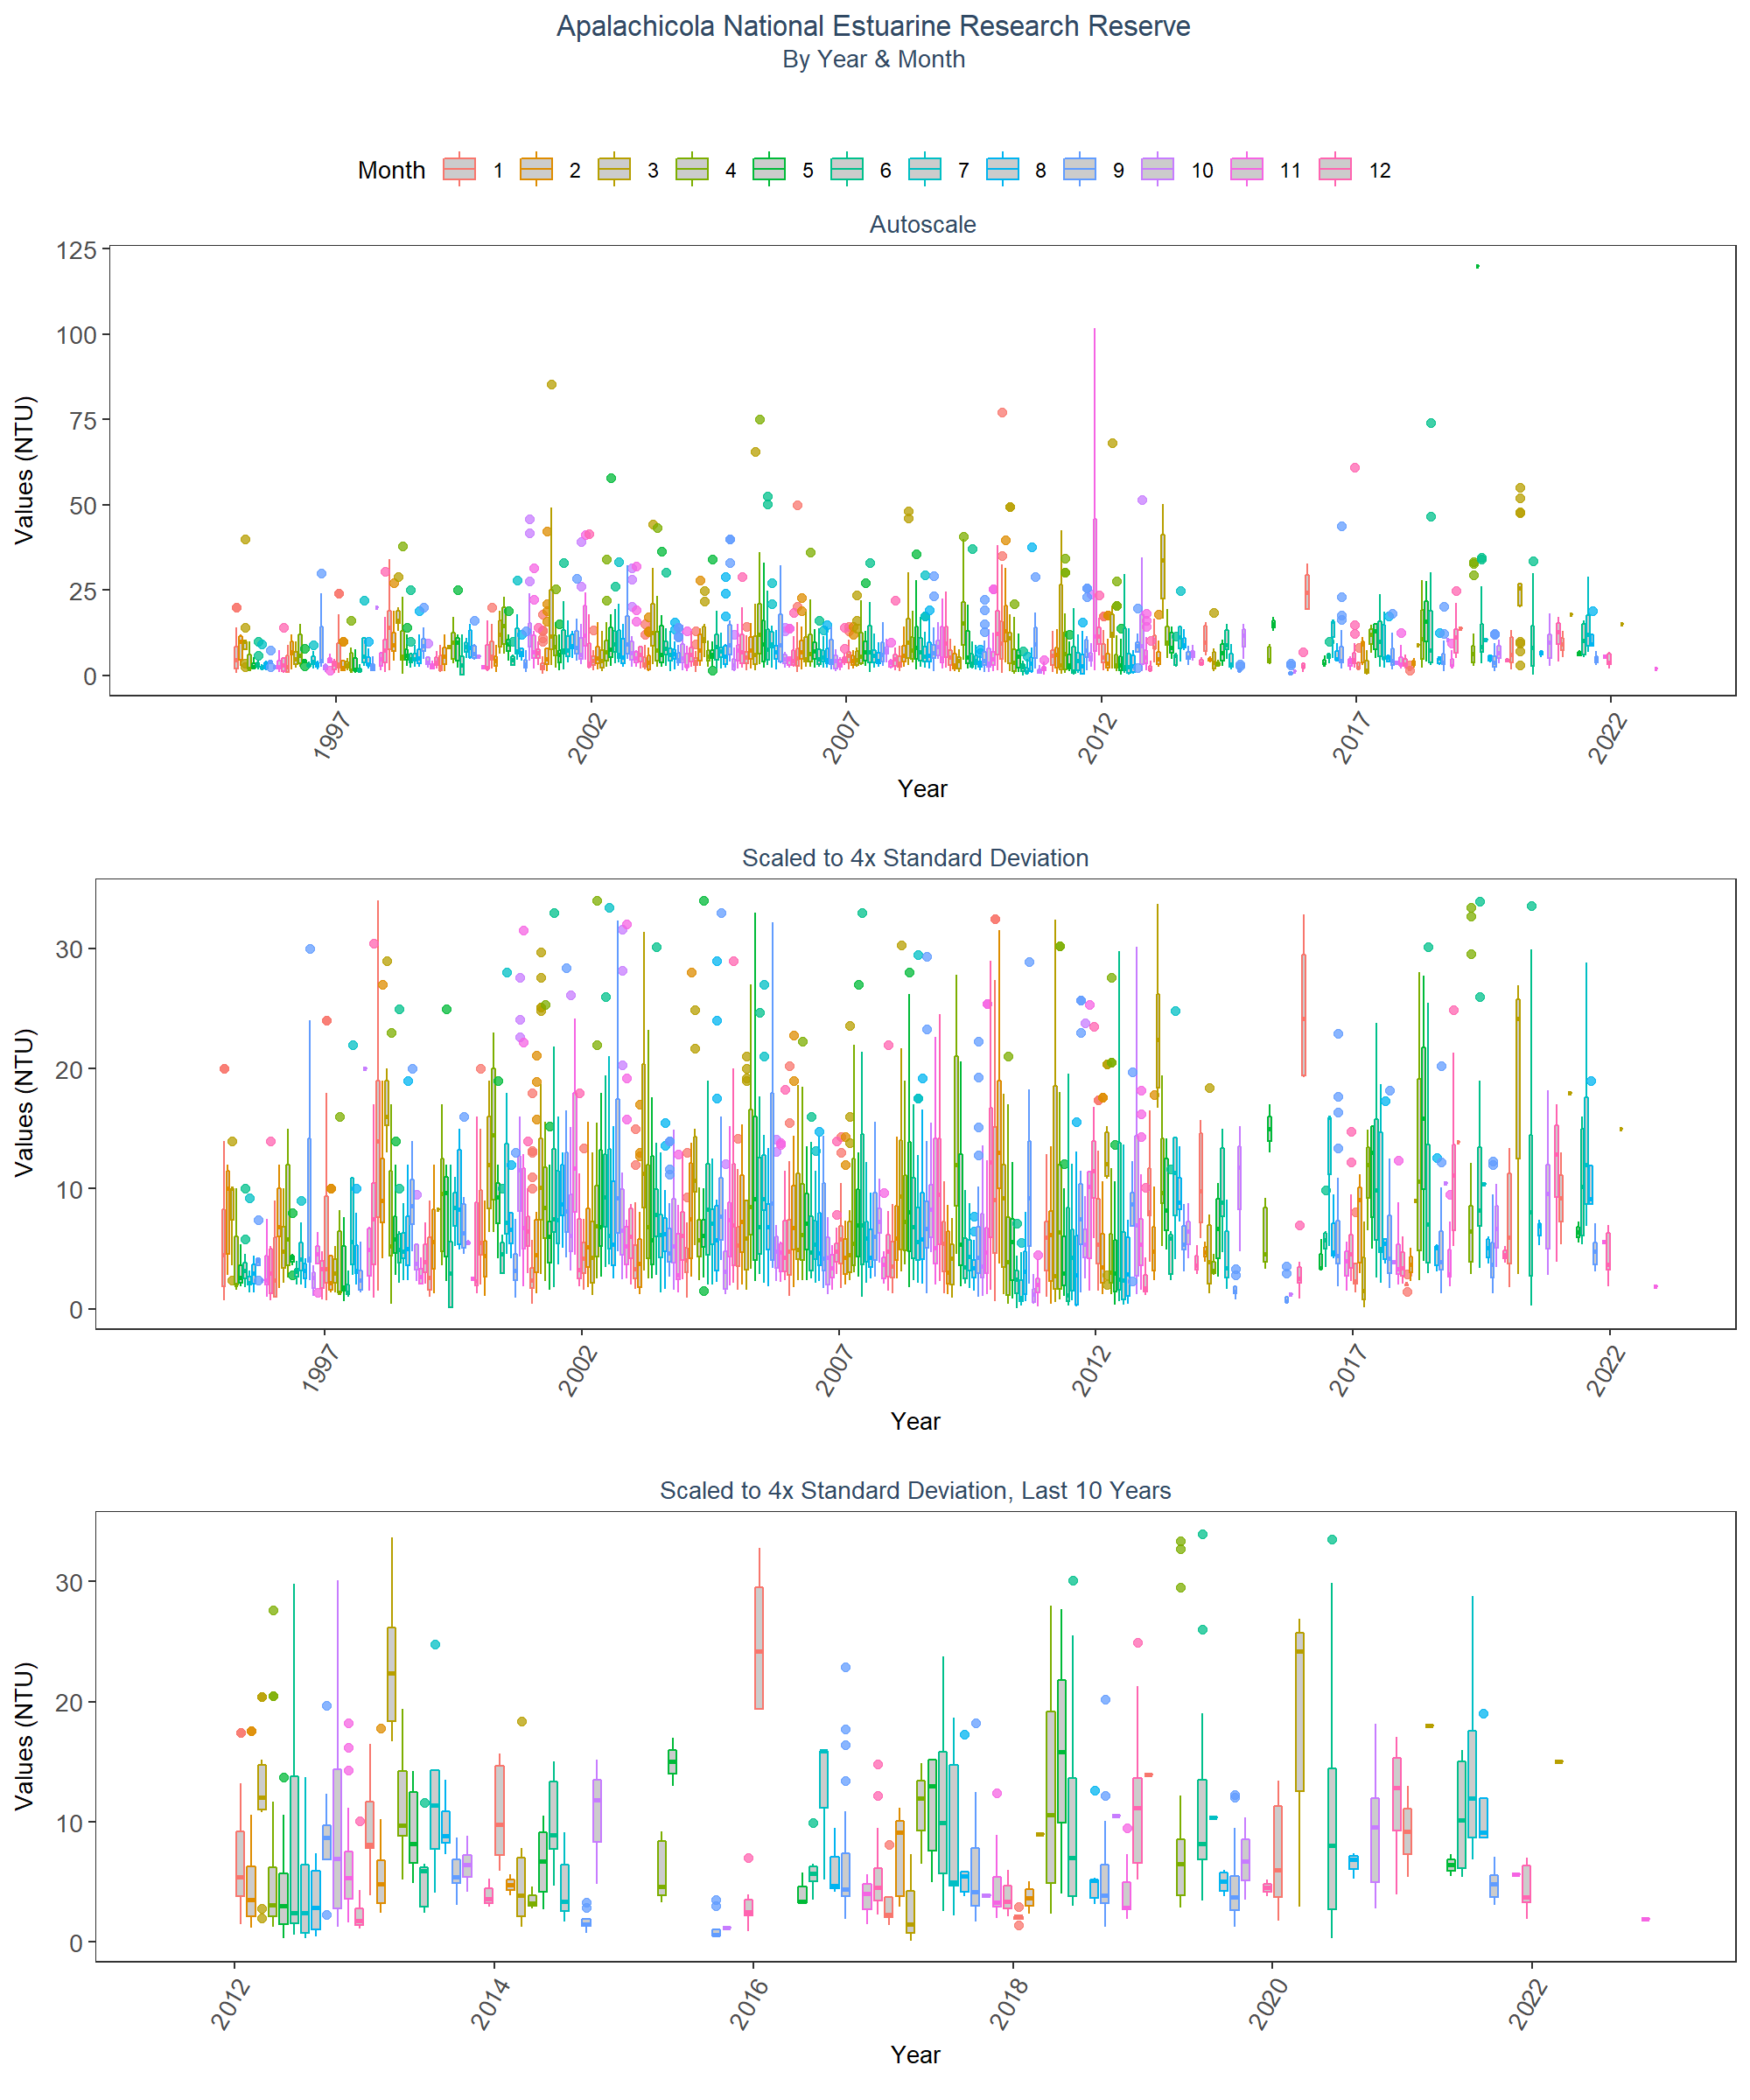 Apalachicola National Estuarine Research Reserve
By Year & Month
Month 1 2 3 4 5 6 7 8 9 10 11 12
Autoscale
Values (NTU)
125
100
75
50
25
0
1997 2002 2007 2012 2017 2022
Year
Scaled to 4x Standard Deviation
Values (NTU)
30
20
10
0
1997 2002 2007 2012 2017 2022
Year
Scaled to 4x Standard Deviation, Last 10 Years
Values (NTU)
30
20
10
0
2012 2014 2016 2018 2020 2022
Year